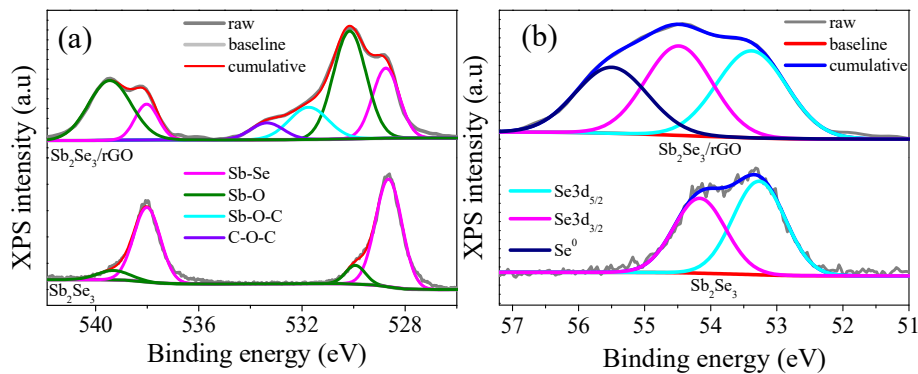 (a)
raw
baseline
cumulative
Sb2Se3/rGO
Sb-Se
Sb-O
Sb-O-C
C-O-C
Sb2Se3
540
536
532
528
Binding energy (eV)
XPS intensity (a.u)
(b)
raw
baseline
cumulative
Sb2Se3/rGO
Se3d5/2
Se3d3/2
Se0
Sb2Se3
57
56
55
54
53
52
51
Binding energy (eV)
XPS intensity (a.u)